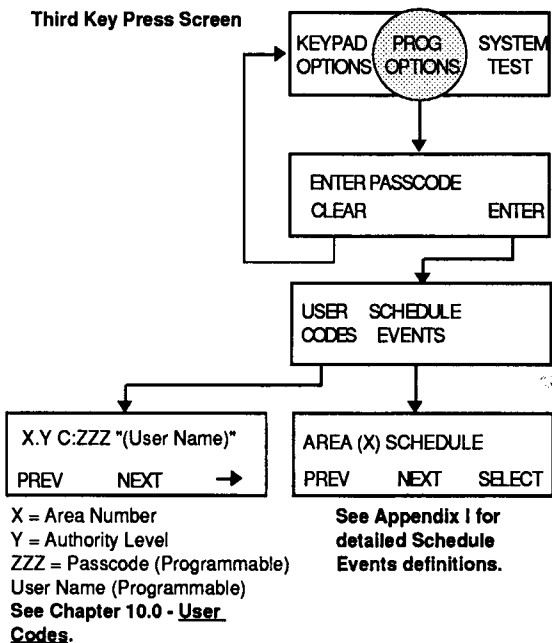 Third Key Press Screen
KEYPAD PROG SYSTEM
OPTIONS OPTIONS TEST
ENTER PASSCODE
CLEAR ENTER
USER SCHEDULE
CODES EVENTS
X.Y C:ZZZ "(User Name)"
PREV NEXT →
AREA (X) SCHEDULE
PREV NEXT SELECT
X = Area Number
Y = Authority Level
ZZZ = Passcode (Programmable)
User Name (Programmable)
See Chapter 10.0 - User
Codes.
See Appendix I for
detailed Schedule
Events definitions.